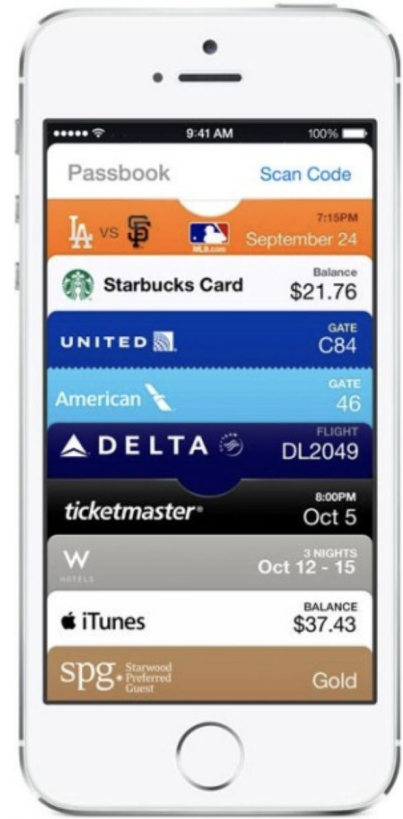 9:41 AM 100%
Passbook Scan Code
LA vs SF MLB.com 7:15PM September 24
Starbucks Card Balance $21.76
UNITED GATE C84
American GATE 46
DELTA FLIGHT DL2049
ticketmaster® 8:00PM Oct 5
W HOTELS 3 NIGHTS Oct 12 - 15
iTunes BALANCE $37.43
spg. Starwood Preferred Guest Gold